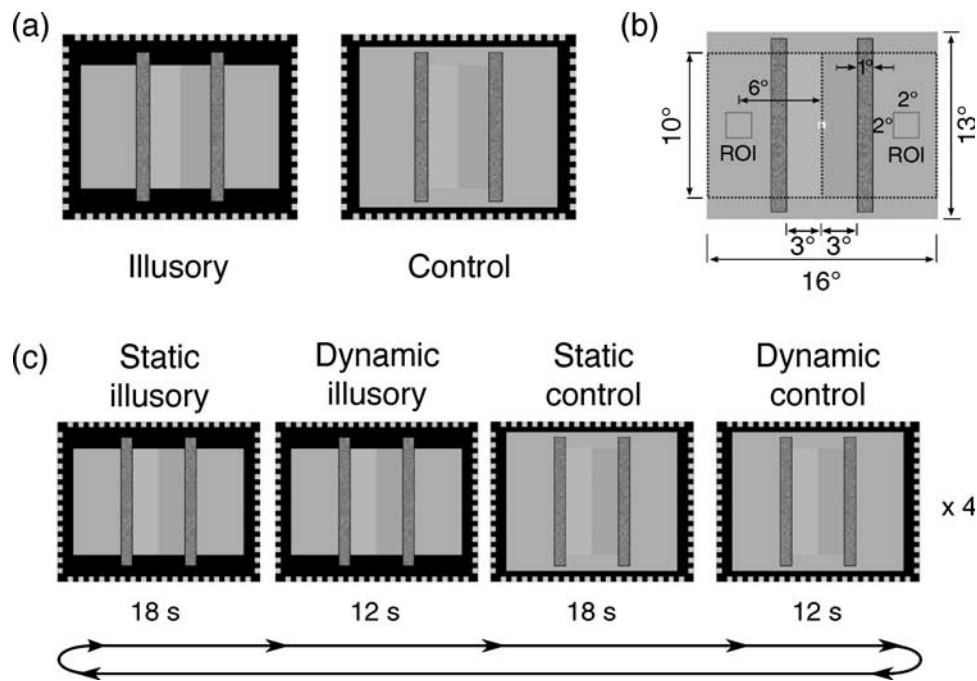 (a)
Illusory
Control
(b)
1°
6°
2°
2°
10°
13°
ROI
ROI
3°
3°
16°
(c)
Static
illusory
Dynamic
illusory
Static
control
Dynamic
control
x 4
18 s
12 s
18 s
12 s